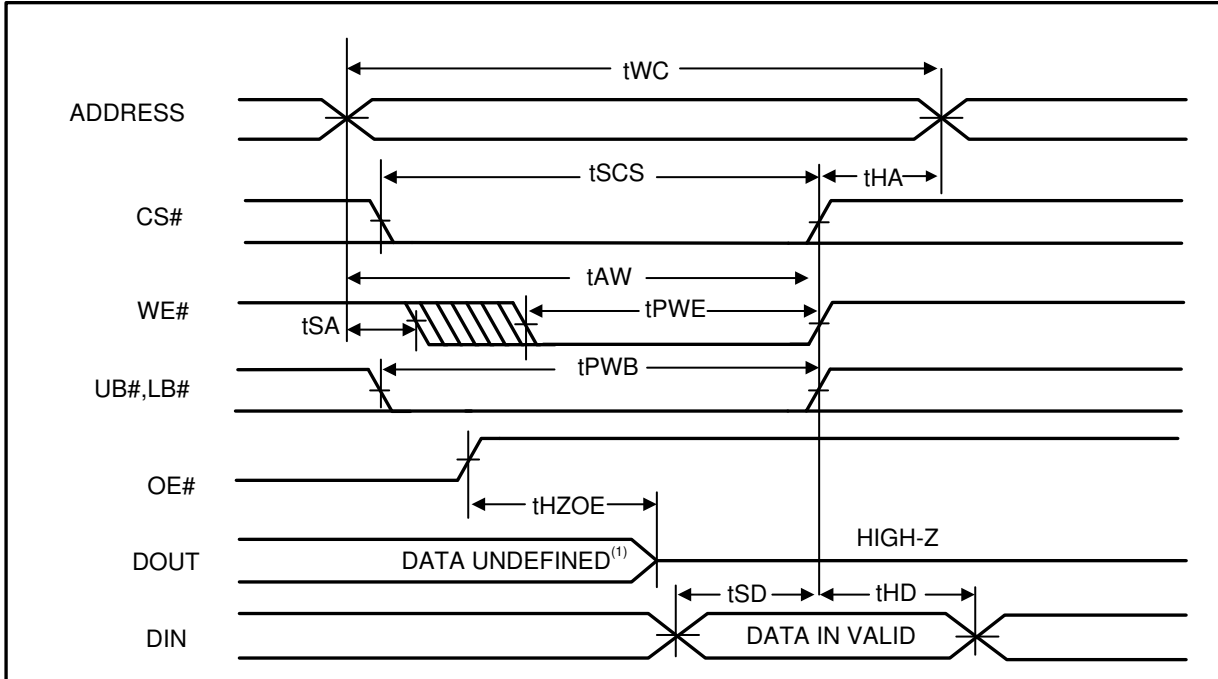 tWC
ADDRESS
tSCS
tHA
CS#
tAW
WE#
tSA
tPWE
tPWB
UB#,LB#
OE#
tHZOE
HIGH-Z
DOUT
DATA UNDEFINED(1)
tSD
tHD
DIN
DATA IN VALID